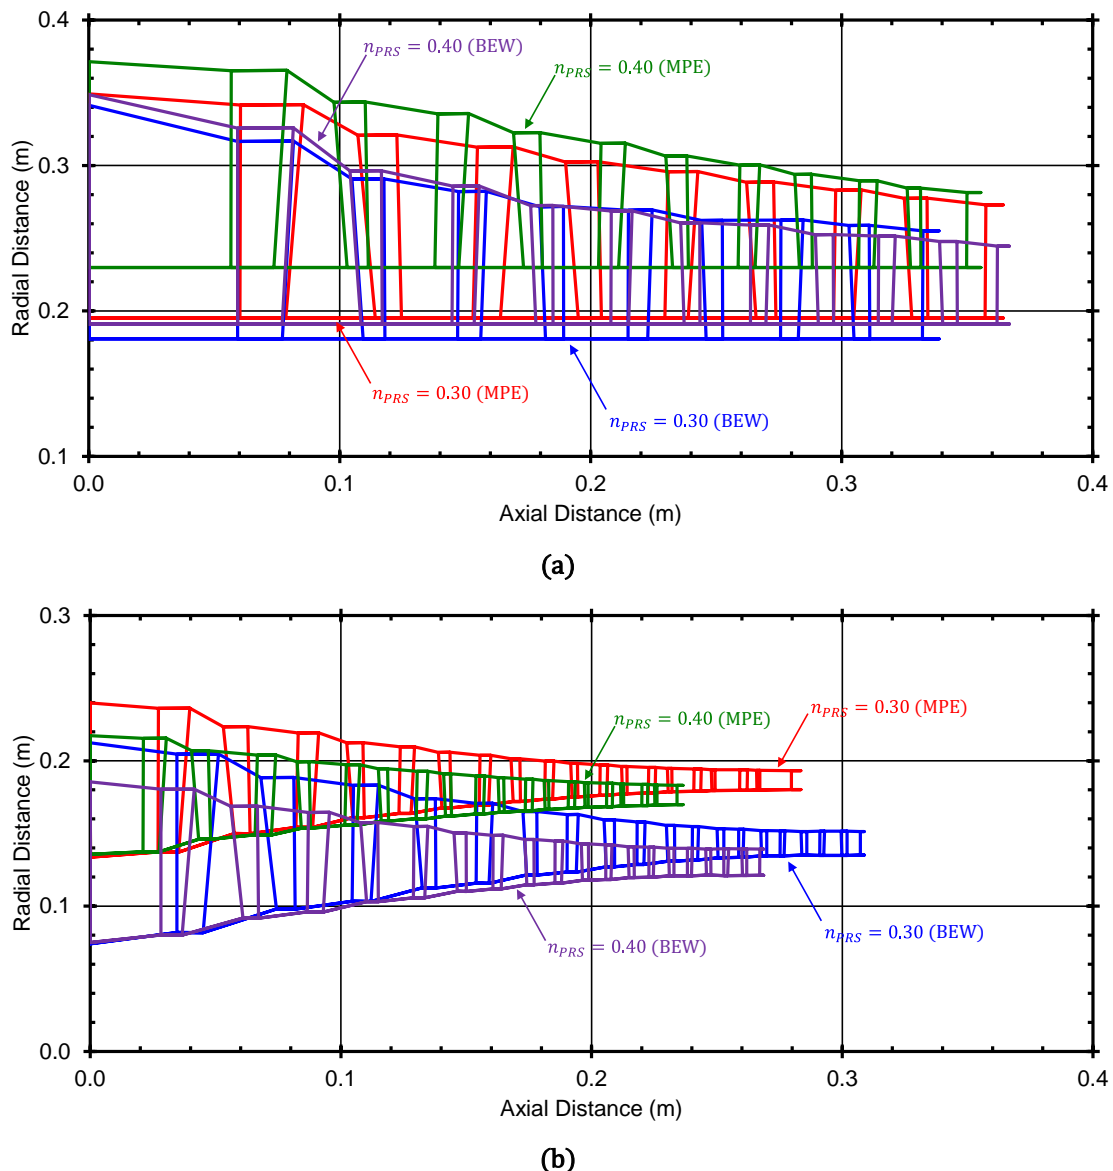 0.4
n_PRS = 0.40 (BEW)
n_PRS = 0.40 (MPE)
0.3
Radial Distance (m)
0.2
n_PRS = 0.30 (MPE)
n_PRS = 0.30 (BEW)
0.1
0.0 0.1 0.2 0.3 0.4
Axial Distance (m)
(a)
0.3
n_PRS = 0.40 (MPE)
n_PRS = 0.30 (MPE)
0.2
Radial Distance (m)
0.1
n_PRS = 0.40 (BEW)
n_PRS = 0.30 (BEW)
0.0
0.0 0.1 0.2 0.3 0.4
Axial Distance (m)
(b)